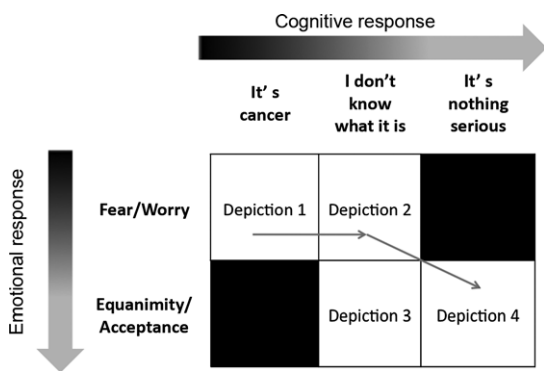 Cognitive response
It’ s
cancer
I don’t
know
what it is
It’ s
nothing
serious
Emotional response
Fear/Worry
Depiction 1
Depiction 2
Equanimity/
Acceptance
Depiction 3
Depiction 4